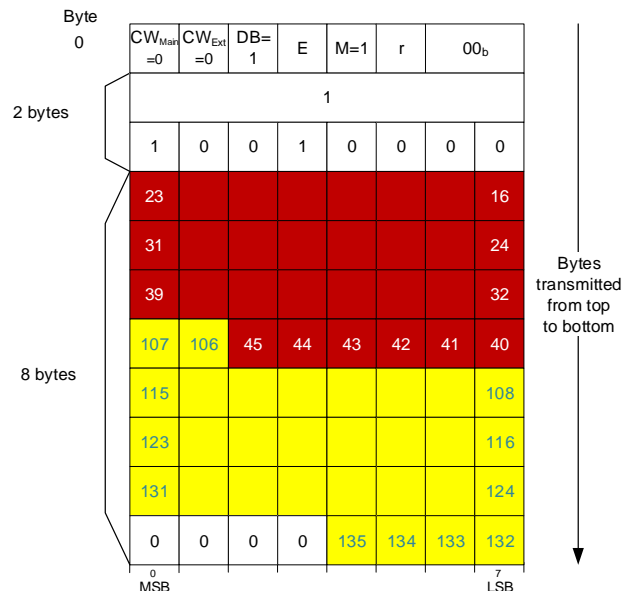 Byte
0
CW_Main =0 CW_Ext =0 DB= 1 E M=1 r 00_b
2 bytes
1
1 0 0 1 0 0 0 0
23 16
31 24
39 32
107 106 45 44 43 42 41 40
8 bytes
115 108
123 116
131 124
0 0 0 0 135 134 133 132
0 7
MSB LSB
Bytes
transmitted
from top
to bottom